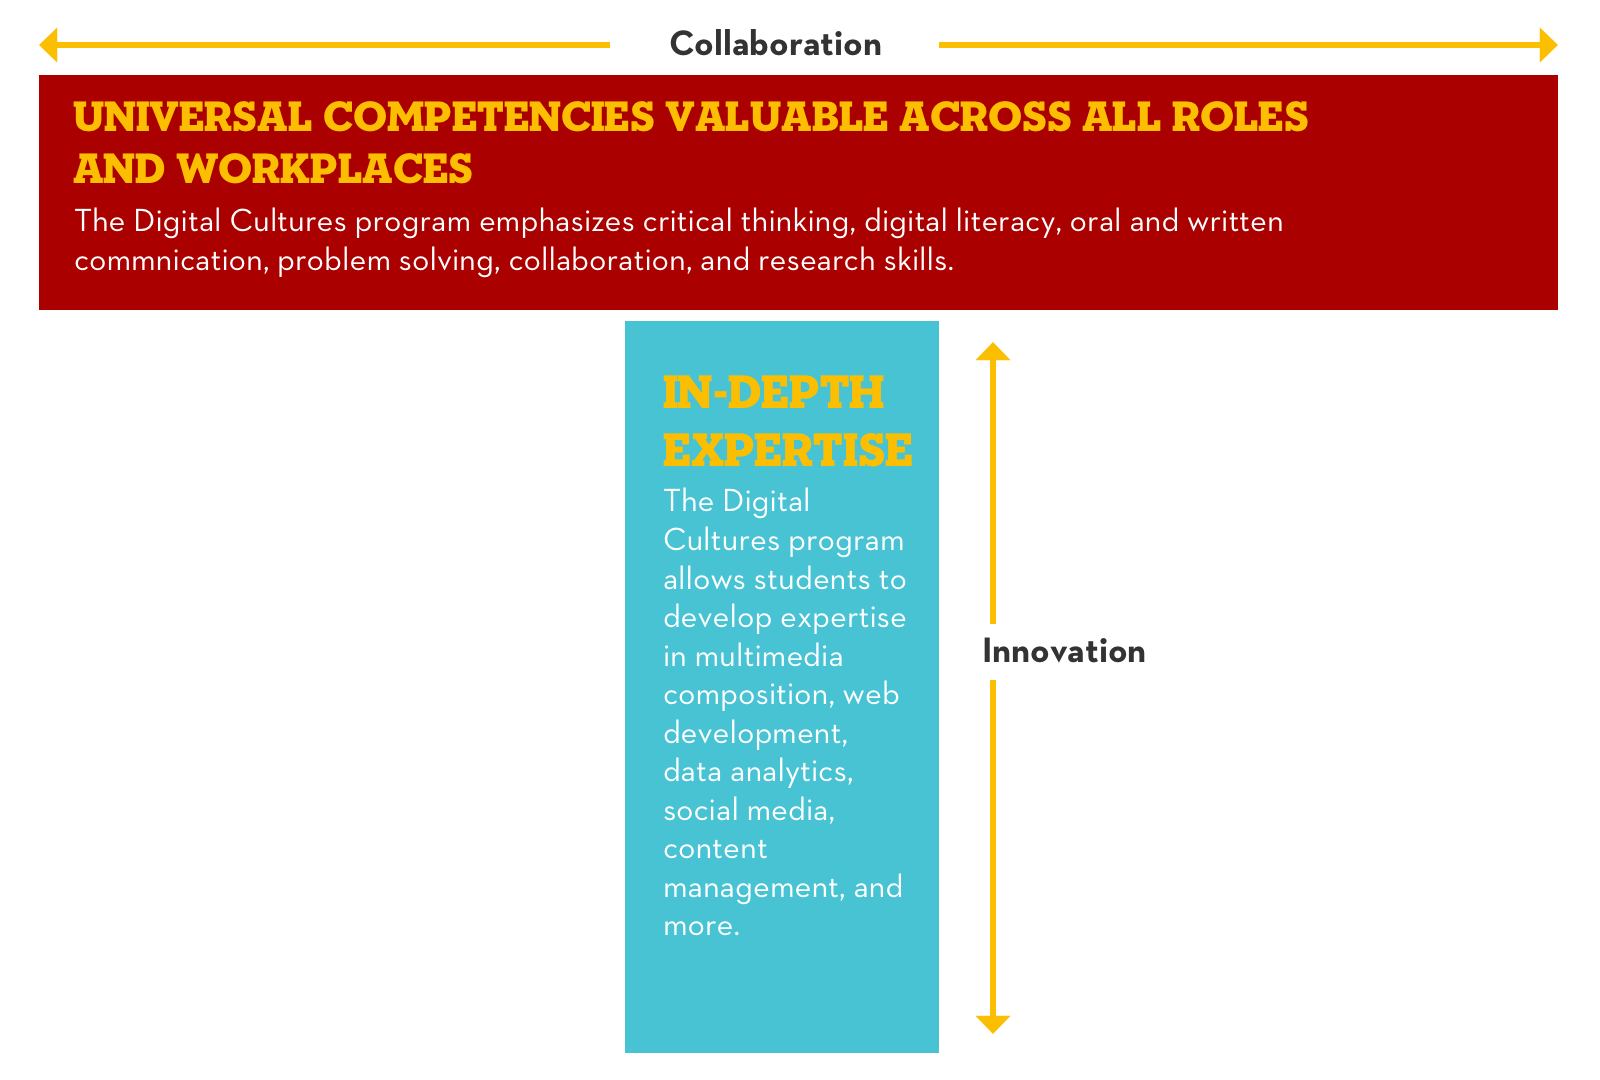 Collaboration
UNIVERSAL COMPETENCIES VALUABLE ACROSS ALL ROLES
AND WORKPLACES
The Digital Cultures program emphasizes critical thinking, digital literacy, oral and written
commnication, problem solving, collaboration, and research skills.
IN-DEPTH
EXPERTISE
The Digital
Cultures program
allows students to
develop expertise
in multimedia
composition, web
development,
data analytics,
social media,
content
management, and
more.
Innovation